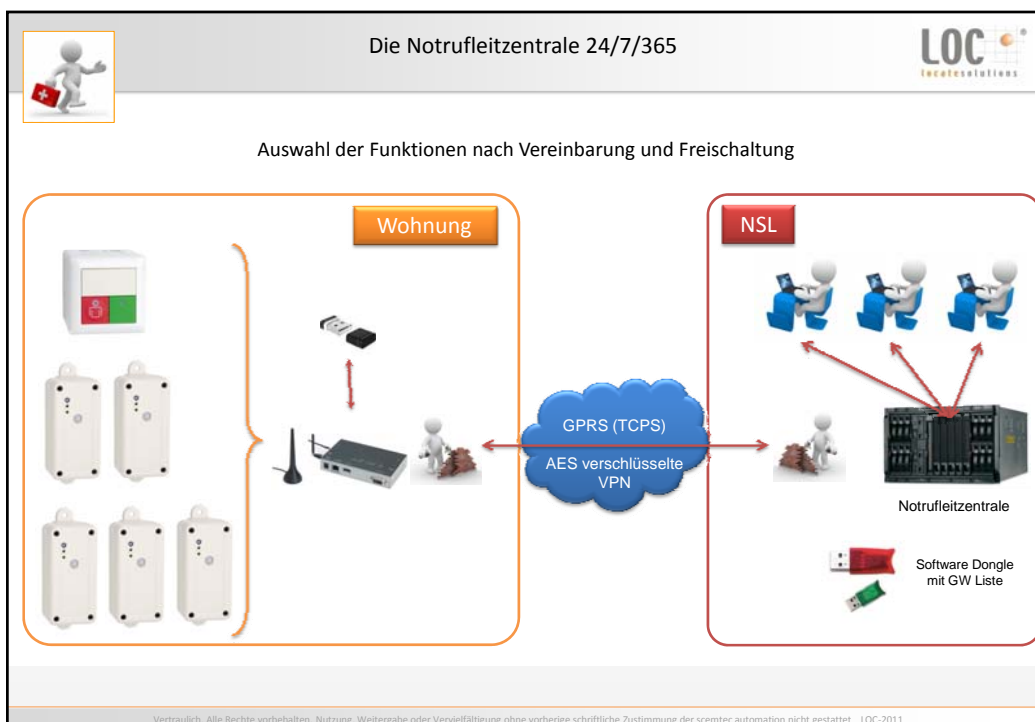 Die Notrufleitzentrale 24/7/365
LOC
locatesolutions
Auswahl der Funktionen nach Vereinbarung und Freischaltung
Wohnung
NSL
GPRS (TCPS)
AES verschlüsselte
VPN
Notrufleitzentrale
Software Dongle
mit GW Liste
Vertraulich. Alle Rechte vorbehalten. Nutzung, Weitergabe oder Vervielfältigung ohne vorherige schriftliche Zustimmung der scemtec automation nicht gestattet. LOC-2011